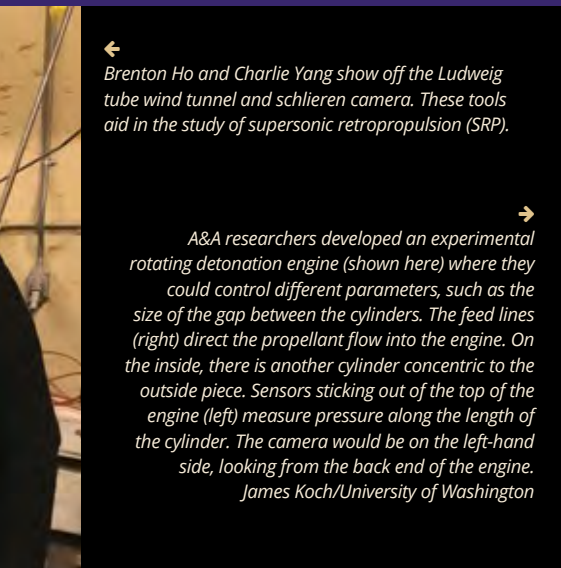 Brenton Ho and Charlie Yang show off the Ludweig
tube wind tunnel and schlieren camera. These tools
aid in the study of supersonic retropropulsion (SRP).
A&A researchers developed an experimental
rotating detonation engine (shown here) where they
could control different parameters, such as the
size of the gap between the cylinders. The feed lines
(right) direct the propellant flow into the engine. On
the inside, there is another cylinder concentric to the
outside piece. Sensors sticking out of the top of the
engine (left) measure pressure along the length of
the cylinder. The camera would be on the left-hand
side, looking from the back end of the engine.
James Koch/University of Washington